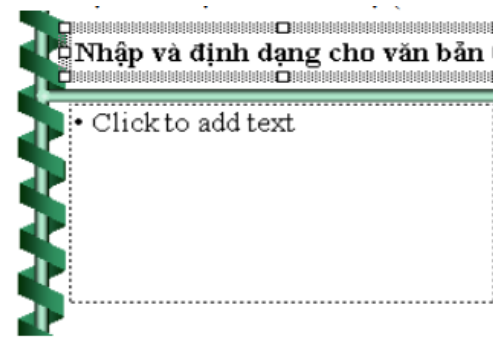 Nhập và định dạng cho văn bản
• Click to add text